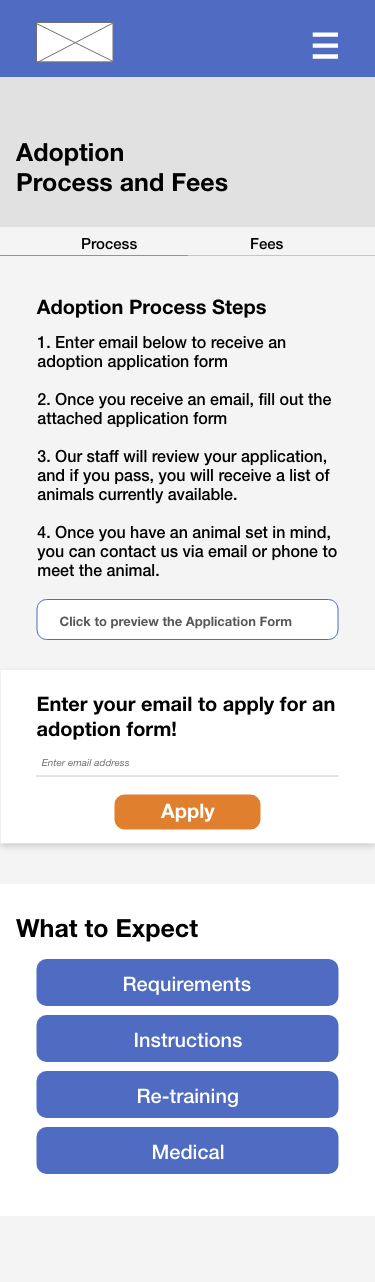 Adoption
Process and Fees
Process Fees
Adoption Process Steps
1. Enter email below to receive an
adoption application form
2. Once you receive an email, fill out the
attached application form
3. Our staff will review your application,
and if you pass, you will receive a list of
animals currently available.
4. Once you have an animal set in mind,
you can contact us via email or phone to
meet the animal.
Click to preview the Application Form
Enter your email to apply for an
adoption form!
Enter email address
Apply
What to Expect
Requirements
Instructions
Re-training
Medical